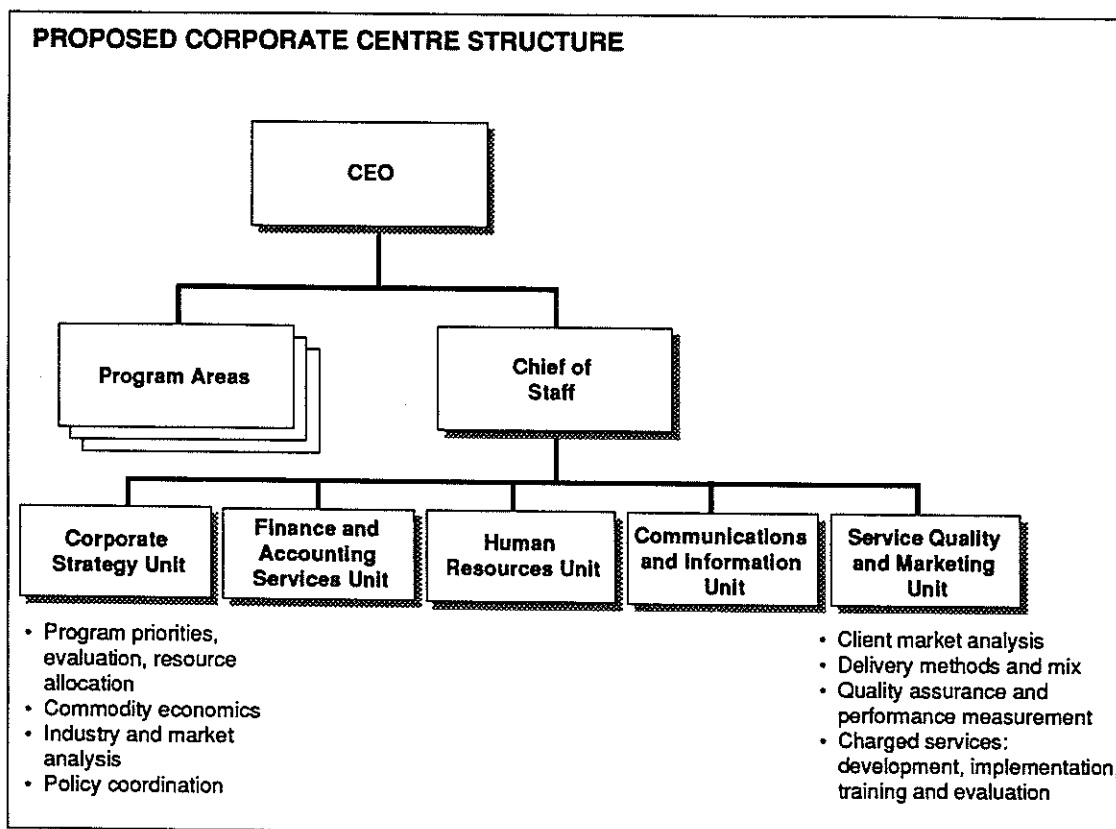 PROPOSED CORPORATE CENTRE STRUCTURE
CEO
Program Areas
Chief of
Staff
Corporate
Strategy Unit
Finance and
Accounting
Services Unit
Human
Resources Unit
Communications
and Information
Unit
Service Quality
and Marketing
Unit
• Program priorities,
evaluation, resource
allocation
• Commodity economics
• Industry and market
analysis
• Policy coordination
• Client market analysis
• Delivery methods and mix
• Quality assurance and
performance measurement
• Charged services:
development, implementation,
training and evaluation